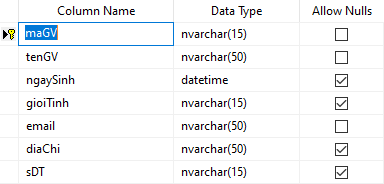 Column Name Data Type Allow Nulls
maGV nvarchar(15)
tenGV nvarchar(50)
ngaySinh datetime
gioiTinh nvarchar(15)
email nvarchar(50)
diaChi nvarchar(50)
sDT nvarchar(15)